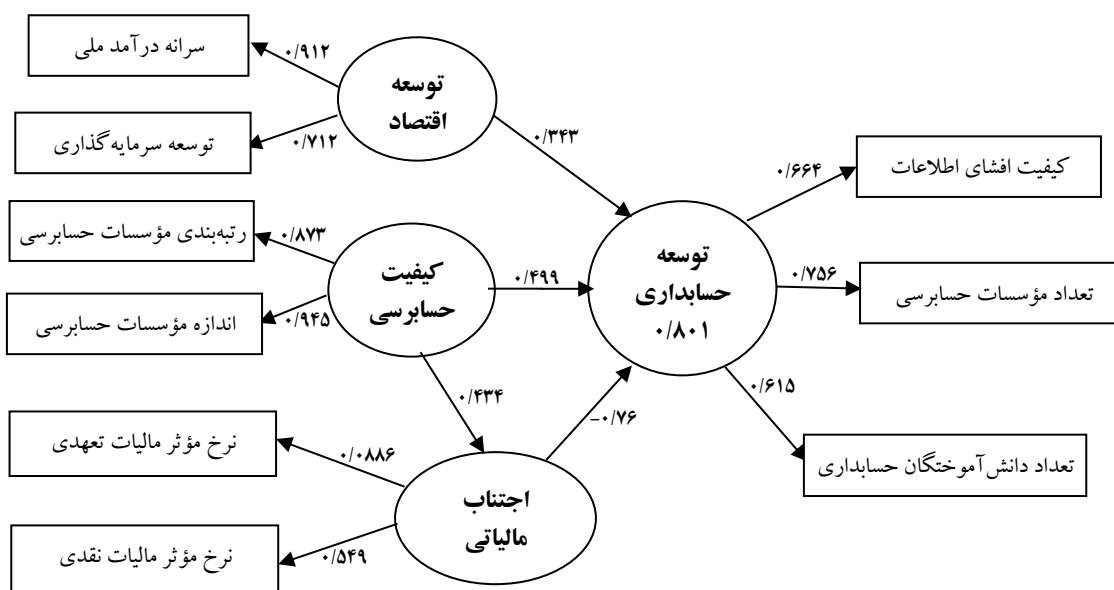 سرانه درآمد ملی
۰/۹۱۲
توسعه
اقتصاد
توسعه سرمایه‌گذاری
۰/۷۱۲
۰/۳۴۳
کیفیت افشای اطلاعات
۰/۶۶۴
رتبه‌بندی مؤسسات حسابرسی
۰/۸۷۳
کیفیت
حسابرسی
۰/۴۹۹
توسعه
حسابداری
۰/۸۰۱
۰/۷۵۶
تعداد مؤسسات حسابرسی
اندازه مؤسسات حسابرسی
۰/۹۴۵
۰/۴۳۴
−۰/۷۶
۰/۶۱۵
نرخ مؤثر مالیات تعهدی
۰/۰۸۸۶
تعداد دانش‌آموختگان حسابداری
اجتناب
مالیاتی
نرخ مؤثر مالیات نقدی
۰/۵۴۹